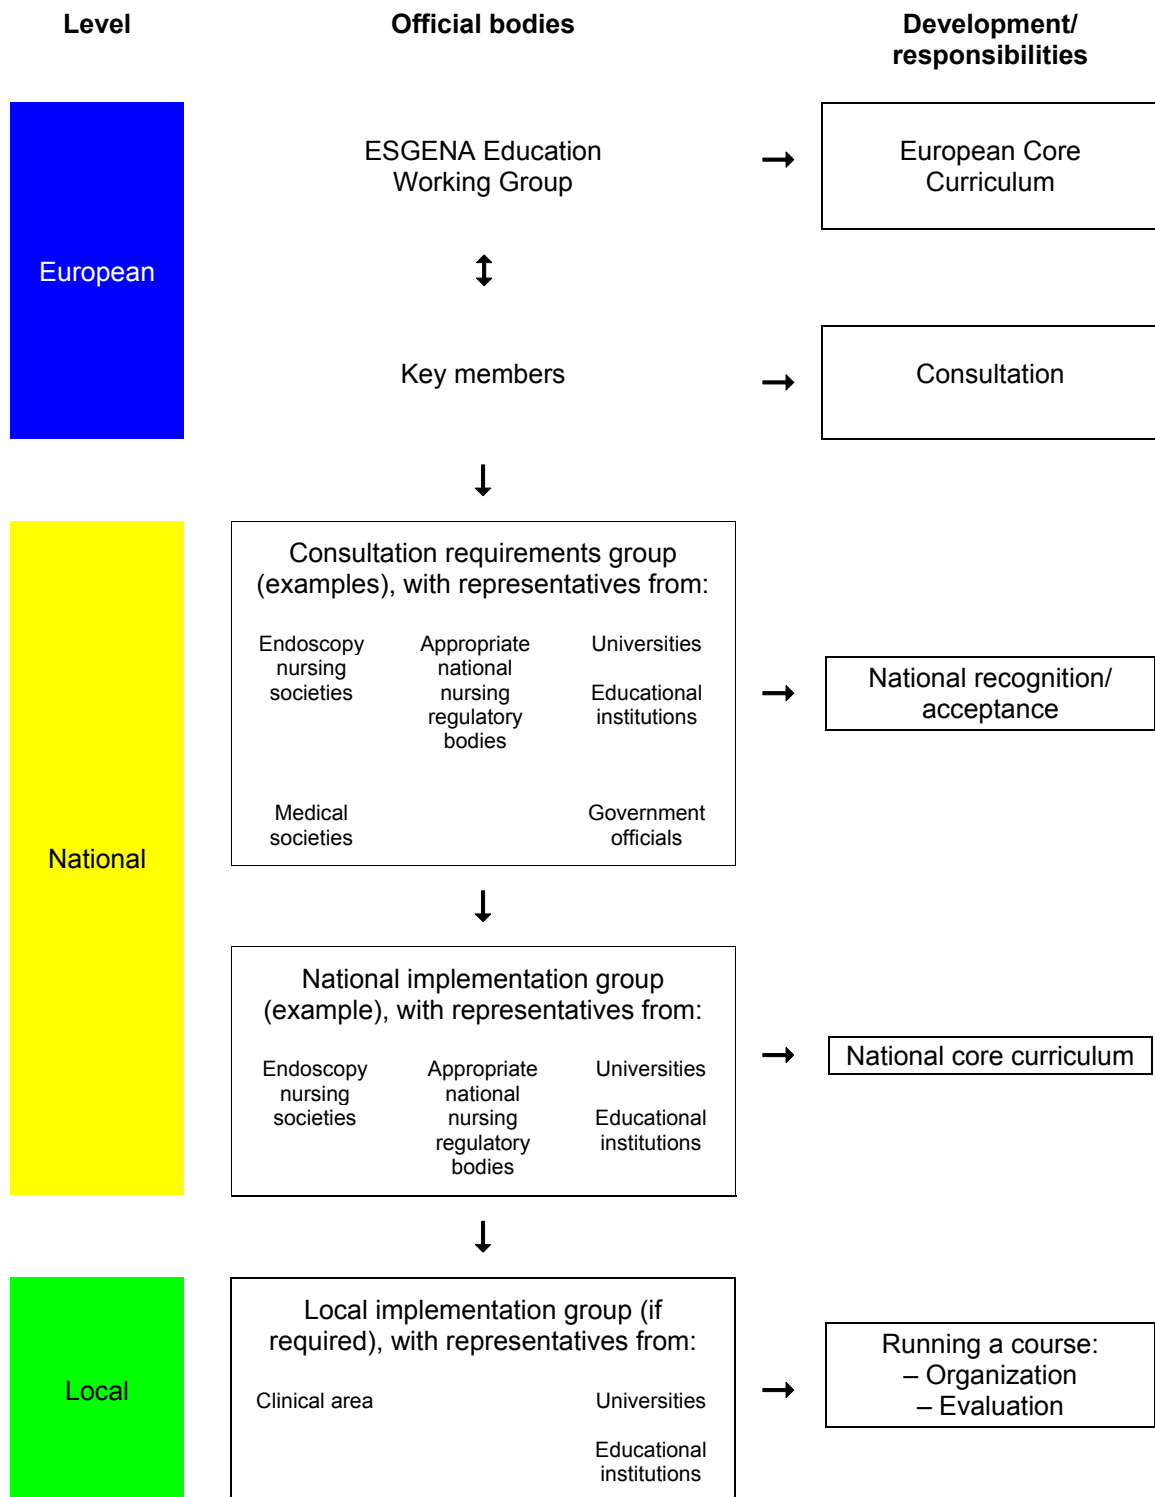 Level
Official bodies
Development/
responsibilities
European
ESGENA Education
Working Group
→
European Core
Curriculum
↕
Key members
→
Consultation
↓
National
Consultation requirements group
(examples), with representatives from:
Endoscopy
nursing
societies
Appropriate
national
nursing
regulatory
bodies
Universities
Educational
institutions
Medical
societies
Government
officials
→
National recognition/
acceptance
↓
National implementation group
(example), with representatives from:
Endoscopy
nursing
societies
Appropriate
national
nursing
regulatory
bodies
Universities
Educational
institutions
→
National core curriculum
↓
Local
Local implementation group (if
required), with representatives from:
Clinical area
Universities
Educational
institutions
→
Running a course:
– Organization
– Evaluation